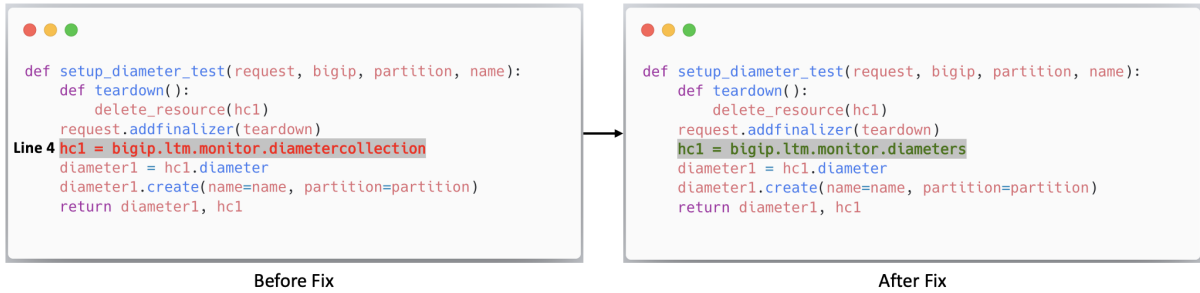 def setup_diameter_test(request, bigip, partition, name):
def teardown():
delete_resource(hc1)
request.addfinalizer(teardown)
Line 4 hc1 = bigip.ltm.monitor.diametercollection
diameter1 = hc1.diameter
diameter1.create(name=name, partition=partition)
return diameter1, hc1
Before Fix
def setup_diameter_test(request, bigip, partition, name):
def teardown():
delete_resource(hc1)
request.addfinalizer(teardown)
hc1 = bigip.ltm.monitor.diameters
diameter1 = hc1.diameter
diameter1.create(name=name, partition=partition)
return diameter1, hc1
After Fix